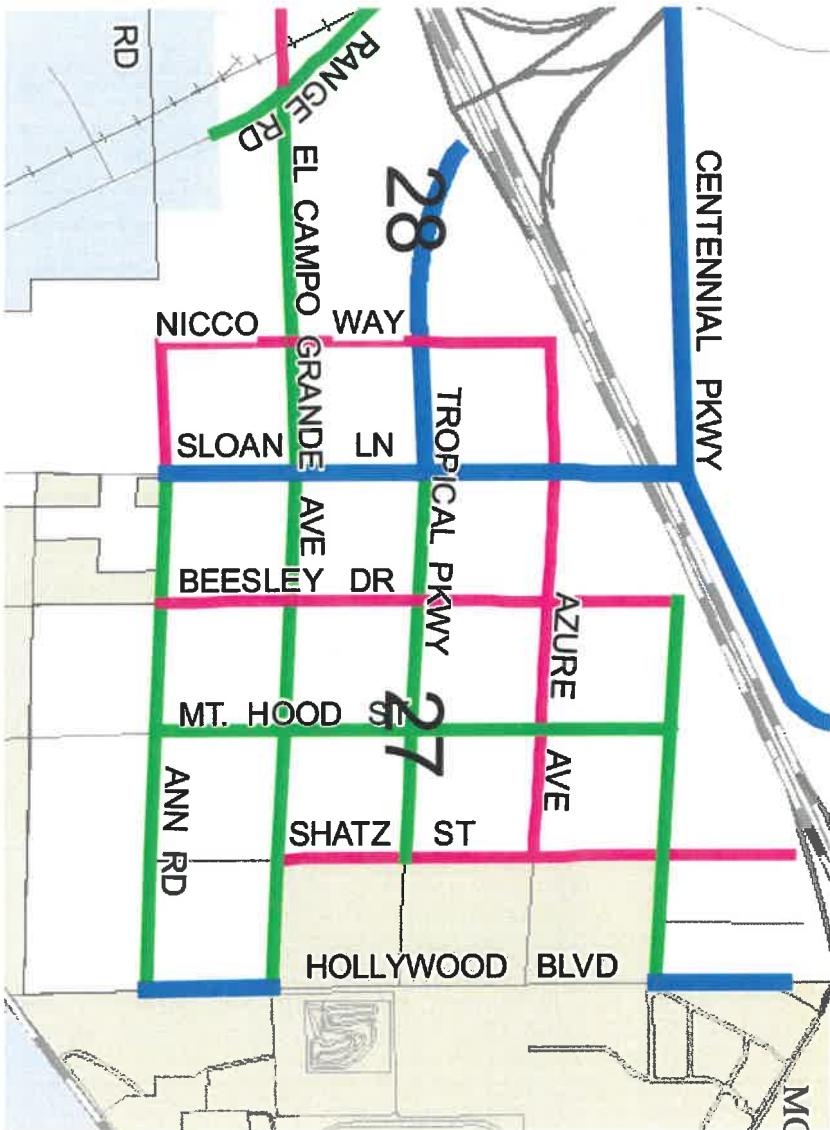 RD
RANGE RD
EL CAMPO GRANDE AVE
28
CENTENNIAL PKWY
NICCO WAY
SLOAN LN
TROPICAL PKWY
BEESLEY DR
AZURE AVE
MT. HOOD ST
27
ANN RD
SHATZ ST
HOLLYWOOD BLVD
MO